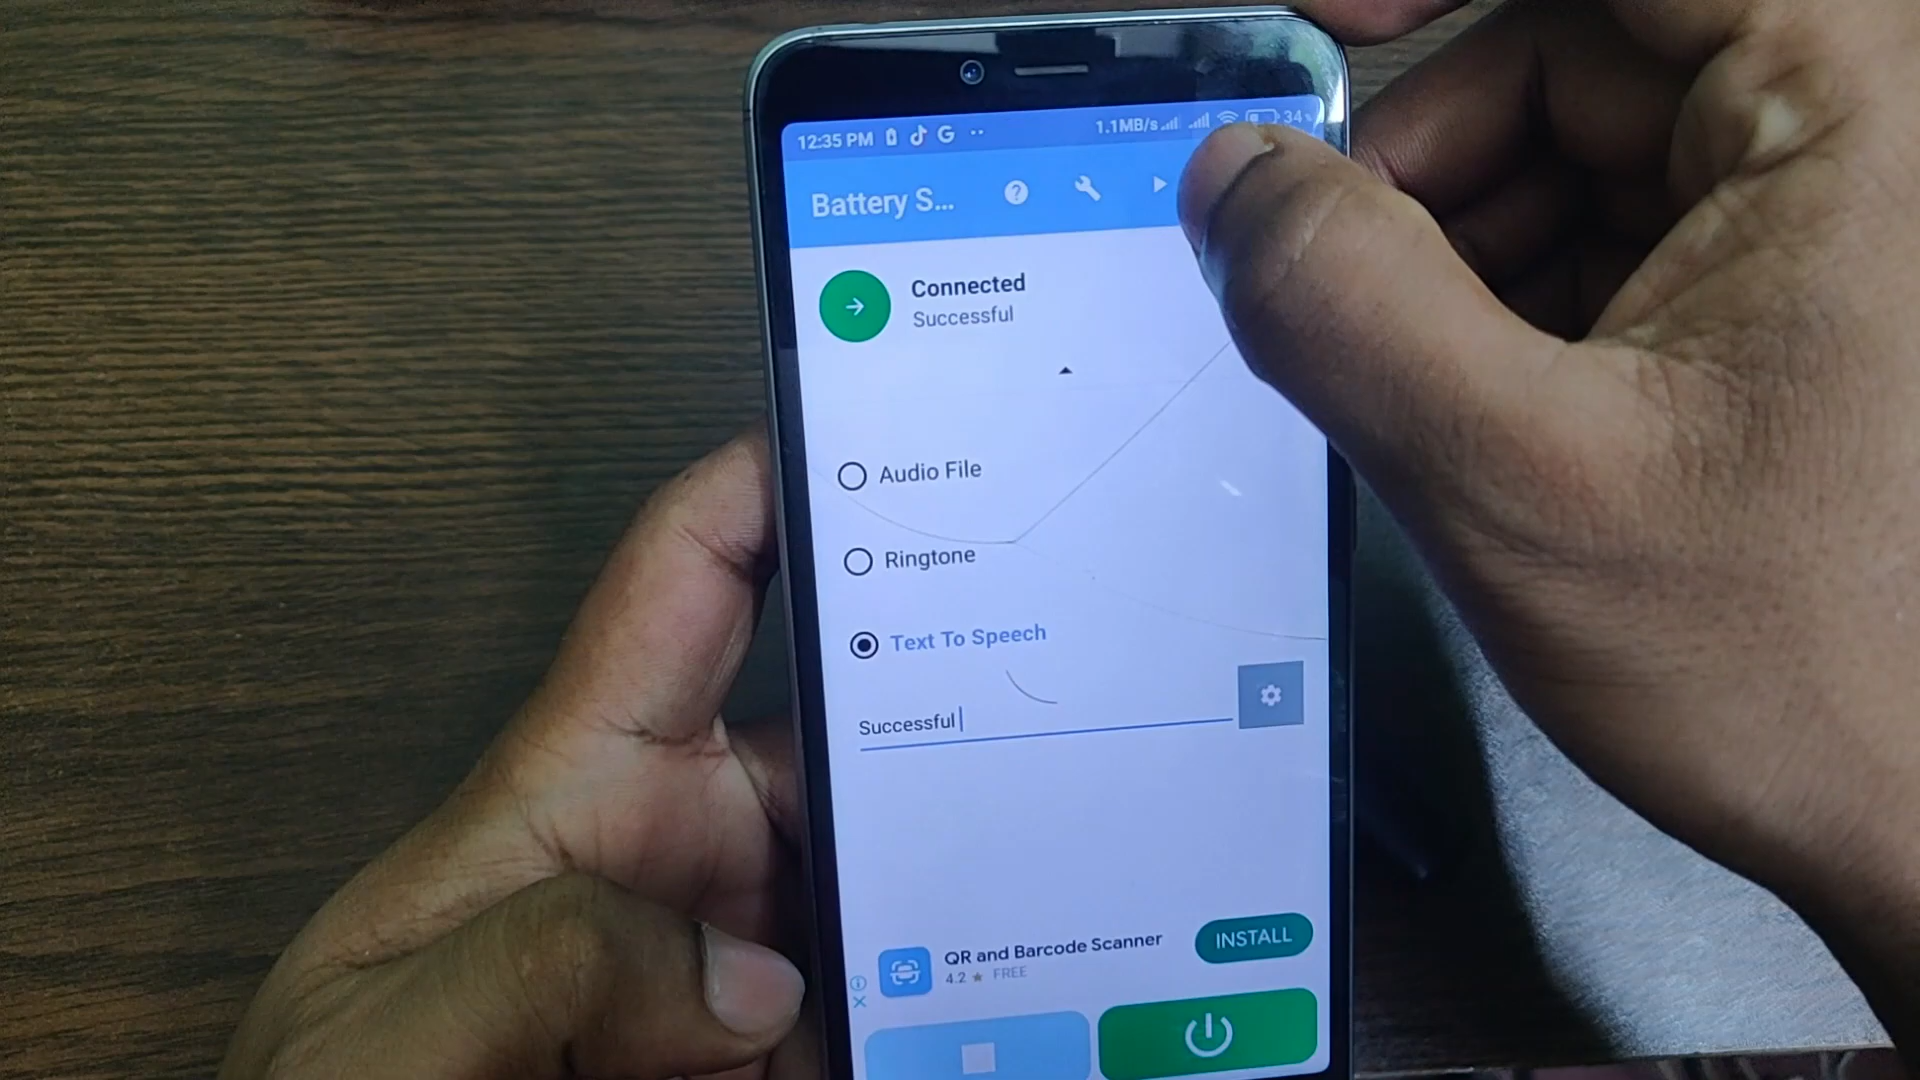 12:35 PM G 1.1MB/s 34
Battery S...
Connected
Successful
Audio File
Ringtone
Text To Speech
Successful
QR and Barcode Scanner
4.2 ★ FREE
INSTALL